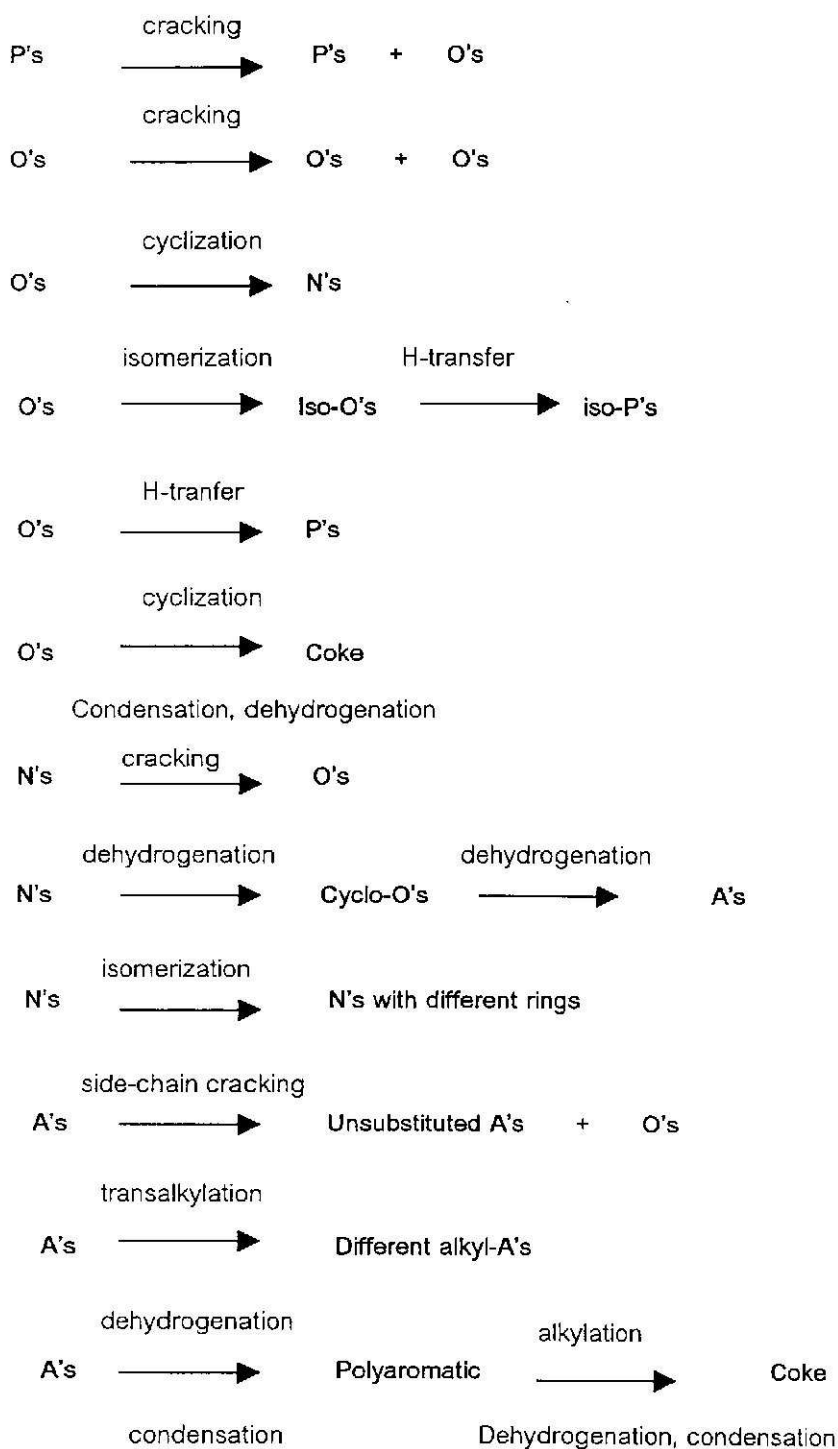 cracking
P's P's + O's
cracking
O's O's + O's
cyclization
O's N's
isomerization H-transfer
O's Iso-O's iso-P's
H-tranfer
O's P's
cyclization
O's Coke
Condensation, dehydrogenation
cracking
N's O's
dehydrogenation dehydrogenation
N's Cyclo-O's A's
isomerization
N's N's with different rings
side-chain cracking
A's Unsubstituted A's + O's
transalkylation
A's Different alkyl-A's
dehydrogenation alkylation
A's Polyaromatic Coke
condensation Dehydrogenation, condensation